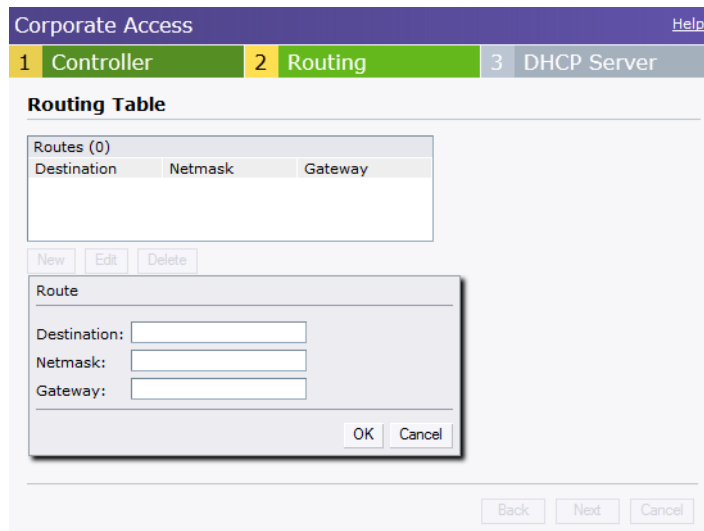 Corporate Access Help
1 Controller 2 Routing 3 DHCP Server
Routing Table
Routes (0)
Destination Netmask Gateway
New Edit Delete
Route
Destination:
Netmask:
Gateway:
OK Cancel
Back Next Cancel